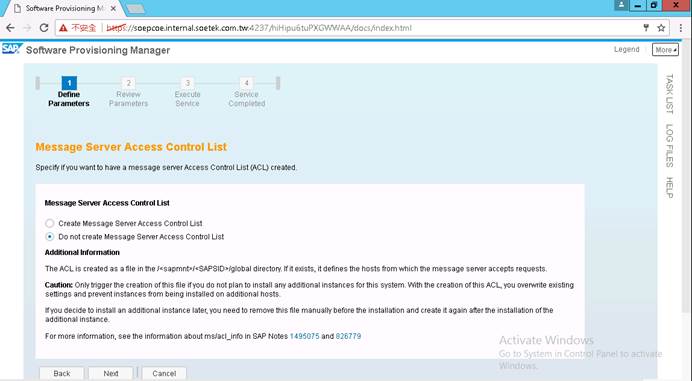 Software Provisioning M
不安全 https://soepcoe.internal.soetek.com.tw:4237/hiHipu6tuPXGWWAA/docs/index.html
SAP Software Provisioning Manager
Legend More
1 2 3 4
Define Parameters Review Parameters Execute Service Service Completed
TASK LIST
LOG FILES
HELP
Message Server Access Control List
Specify if you want to have a message server Access Control List (ACL) created.
Message Server Access Control List
Create Message Server Access Control List
Do not create Message Server Access Control List
Additional Information
The ACL is created as a file in the /<sapmnt>/<SAPSID>/global directory. If it exists, it defines the hosts from which the message server accepts requests.
Caution: Only trigger the creation of this file if you do not plan to install any additional instances for this system. With the creation of this ACL, you overwrite existing
settings and prevent instances from being installed on additional hosts.
If you decide to install an additional instance later, you need to remove this file manually before the installation and create it again after the installation of the
additional instance.
For more information, see the information about ms/acl_info in SAP Notes 1495075 and 826779
Activate Windows
Go to System in Control Panel to activate
Windows.
Back Next Cancel